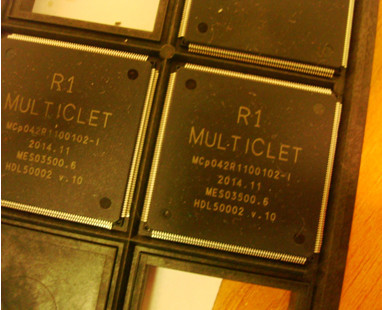 R1
MULTICLET
MCp042R1100102-I
2014.11
MES03500.6
HDL50002 v.10
R1
MULTICLET
MCp042R1100102-I
2014.11
MES03500.6
HDL50002 v.10